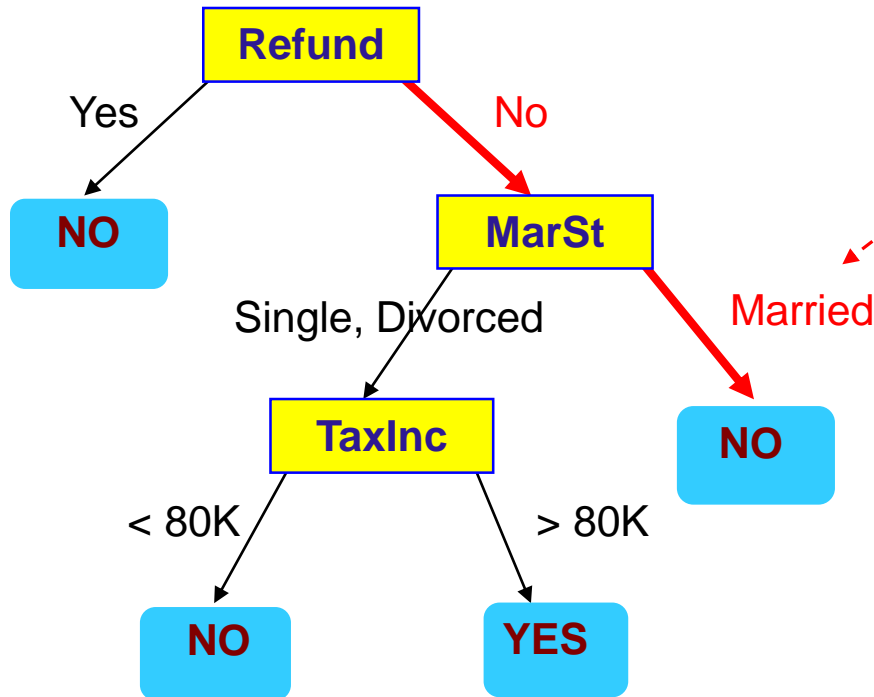 Refund
Yes
No
NO
MarSt
Single, Divorced
Married
TaxInc
NO
< 80K
> 80K
NO
YES